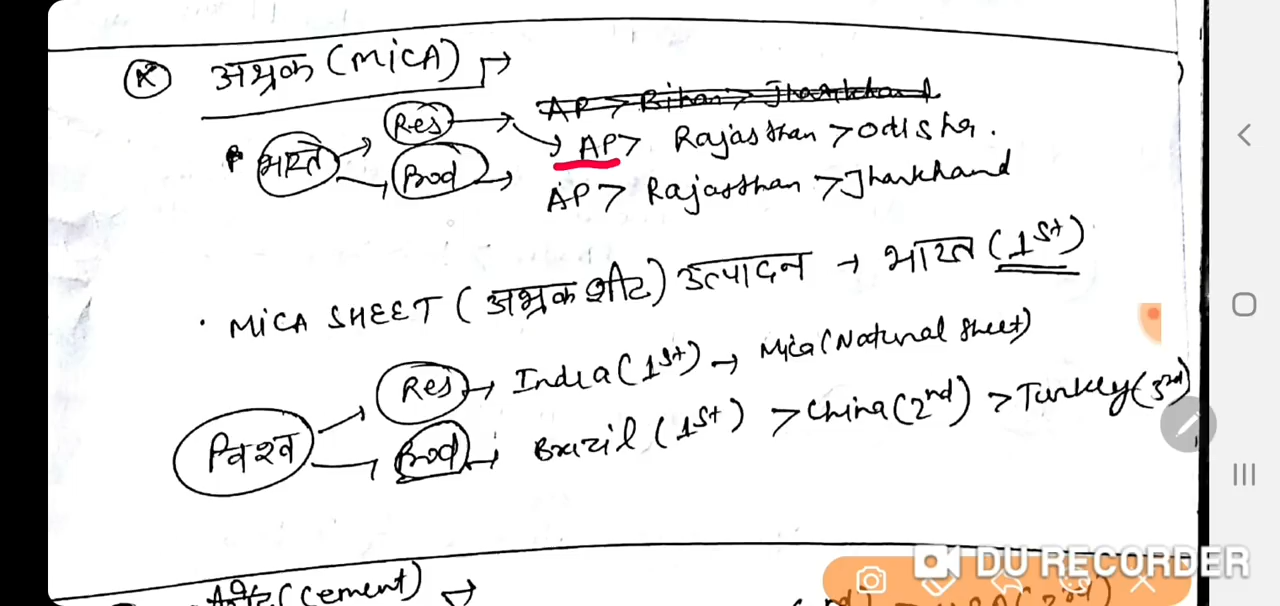 (K) अभ्रक (MICA) →
AP > Bihar > Jharkhand
भारत → Res → AP > Rajasthan > Odisha.
→ Prod → AP > Rajasthan > Jharkhand
• MICA SHEET (अभ्रक शीट) उत्पादन → भारत (1st)
विश्व → Res → India (1st) → Mica (Natural Sheet)
→ Prod → Brazil (1st) > China (2nd) > Turkey (3rd)
DU RECORDER
(cement) →